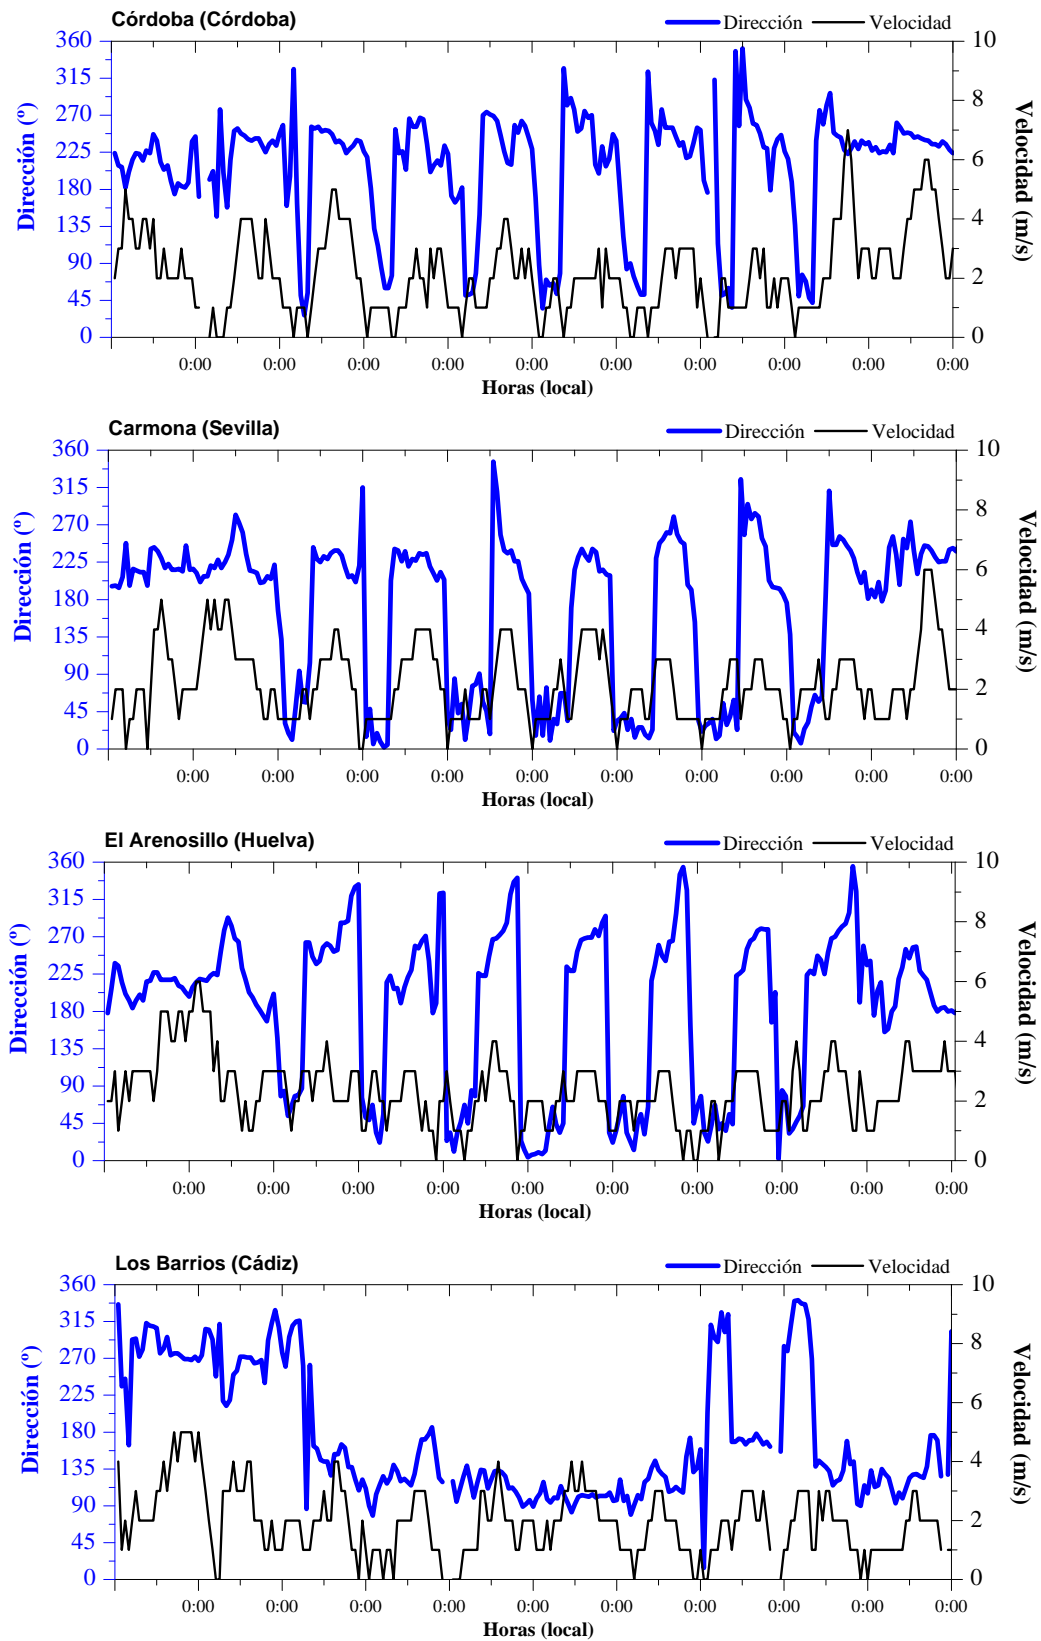 Córdoba (Córdoba)
Dirección Velocidad
360 10
315
270 8
225 6
180
135 4
90
45 2
0 0
Dirección (º)
Velocidad (m/s)
0:00 0:00 0:00 0:00 0:00 0:00 0:00 0:00 0:00 0:00
Horas (local)
Carmona (Sevilla)
Dirección Velocidad
360 10
315
270 8
225 6
180
135 4
90
45 2
0 0
Dirección (º)
Velocidad (m/s)
0:00 0:00 0:00 0:00 0:00 0:00 0:00 0:00 0:00 0:00
Horas (local)
El Arenosillo (Huelva)
Dirección Velocidad
360 10
315
270 8
225 6
180
135 4
90
45 2
0 0
Dirección (º)
Velocidad (m/s)
0:00 0:00 0:00 0:00 0:00 0:00 0:00 0:00 0:00 0:00
Horas (local)
Los Barrios (Cádiz)
Dirección Velocidad
360 10
315
270 8
225 6
180
135 4
90
45 2
0 0
Dirección (º)
Velocidad (m/s)
0:00 0:00 0:00 0:00 0:00 0:00 0:00 0:00 0:00 0:00
Horas (local)